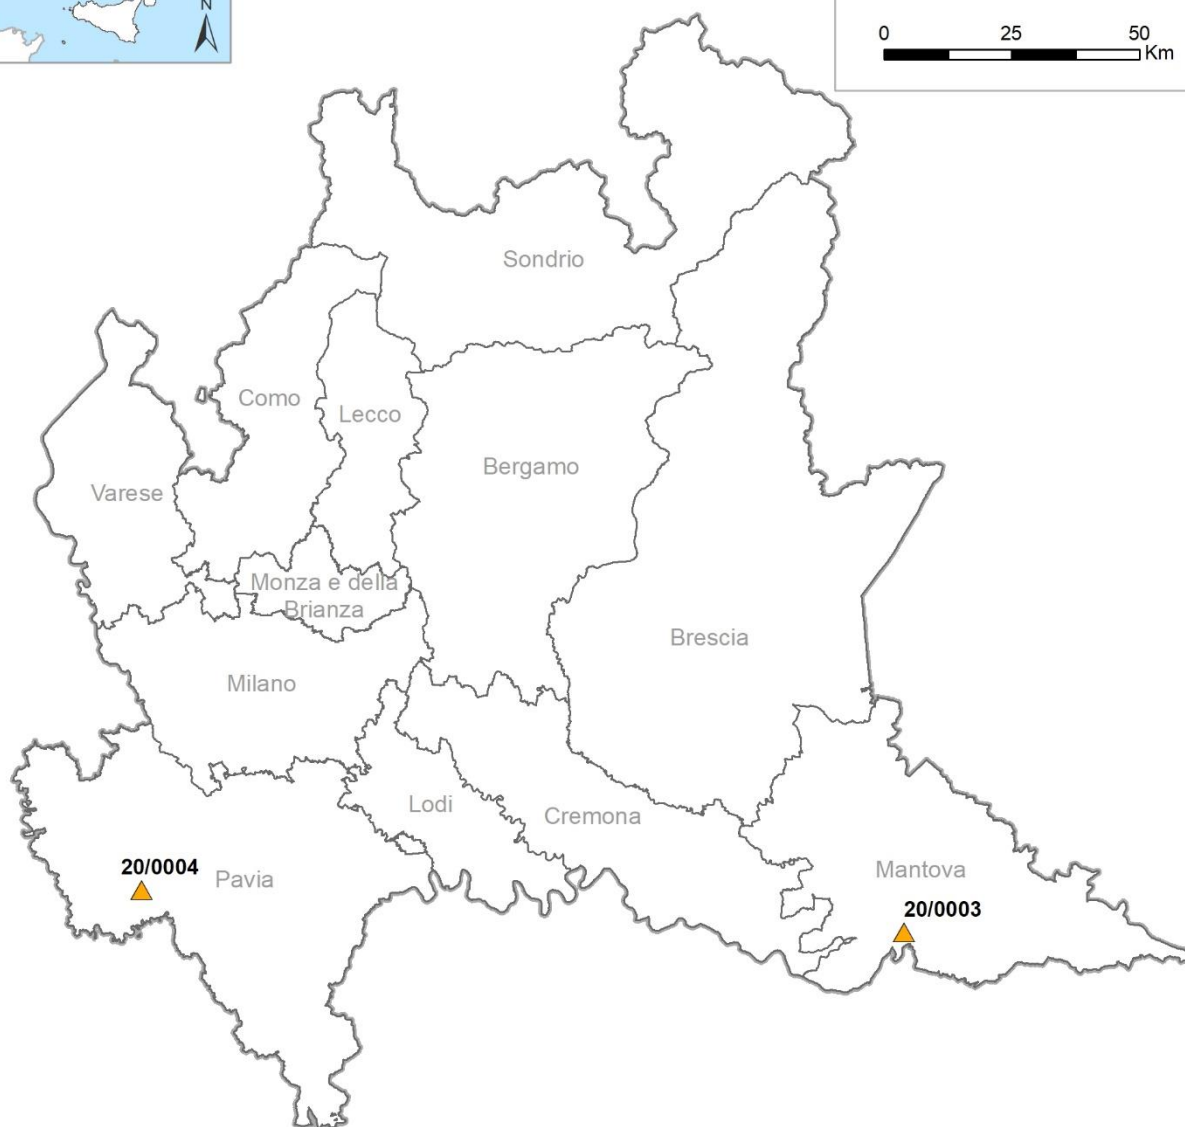 N
0 25 50
Km
Sondrio
Como
Lecco
Bergamo
Varese
Monza e della
Brianza
Brescia
Milano
Lodi
Cremona
20/0004
Pavia
Mantova
20/0003